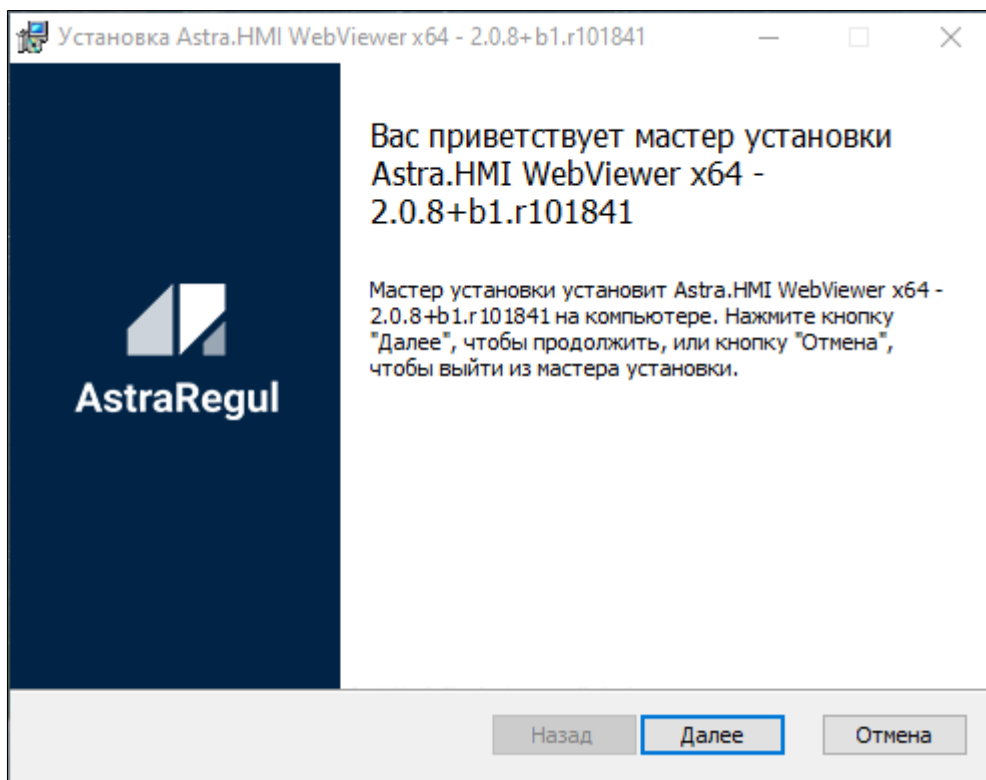 Установка Astra.HMI WebViewer x64 - 2.0.8+b1.r101841
Вас приветствует мастер установки
Astra.HMI WebViewer x64 -
2.0.8+b1.r101841
Мастер установки установит Astra.HMI WebViewer x64 -
2.0.8+b1.r101841 на компьютере. Нажмите кнопку
"Далее", чтобы продолжить, или кнопку "Отмена",
чтобы выйти из мастера установки.
AstraRegul
Назад
Далее
Отмена